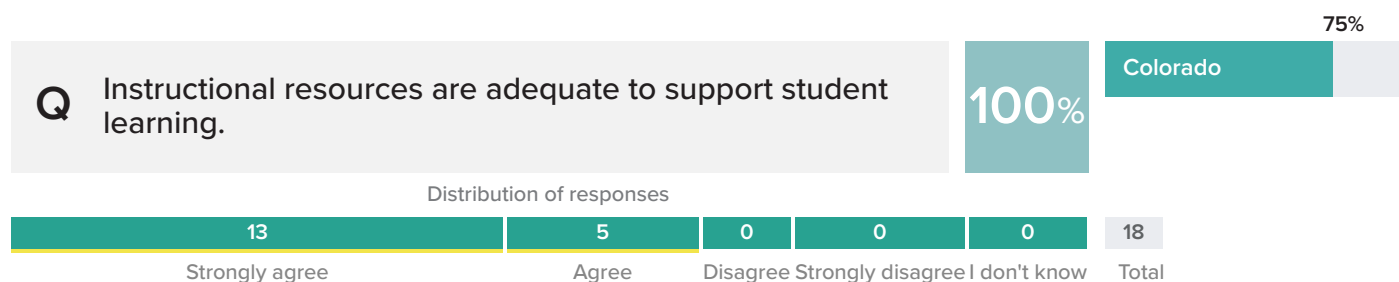 75%
Q Instructional resources are adequate to support student
learning.
100%
Colorado
Distribution of responses
13 5 0 0 0 18
Strongly agree Agree Disagree Strongly disagree I don't know Total